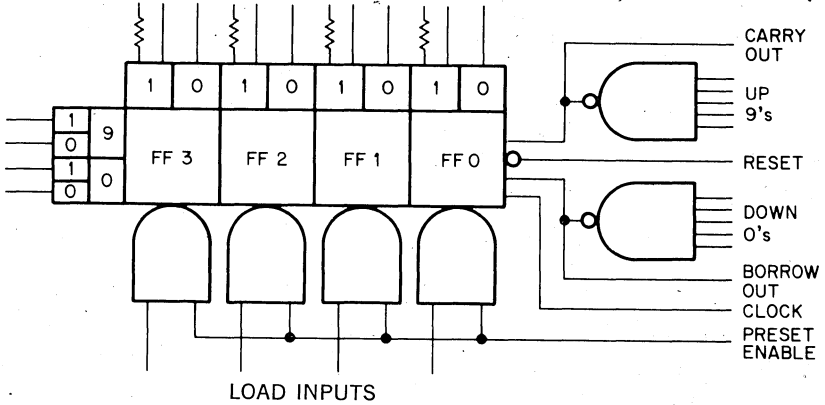 CARRY
OUT
UP
9's
1 0 1 0 1 0 1 0
1 9
0
1 0
0
FF 3 FF 2 FF 1 FF 0
RESET
DOWN
0's
BORROW
OUT
CLOCK
PRESET
ENABLE
LOAD INPUTS